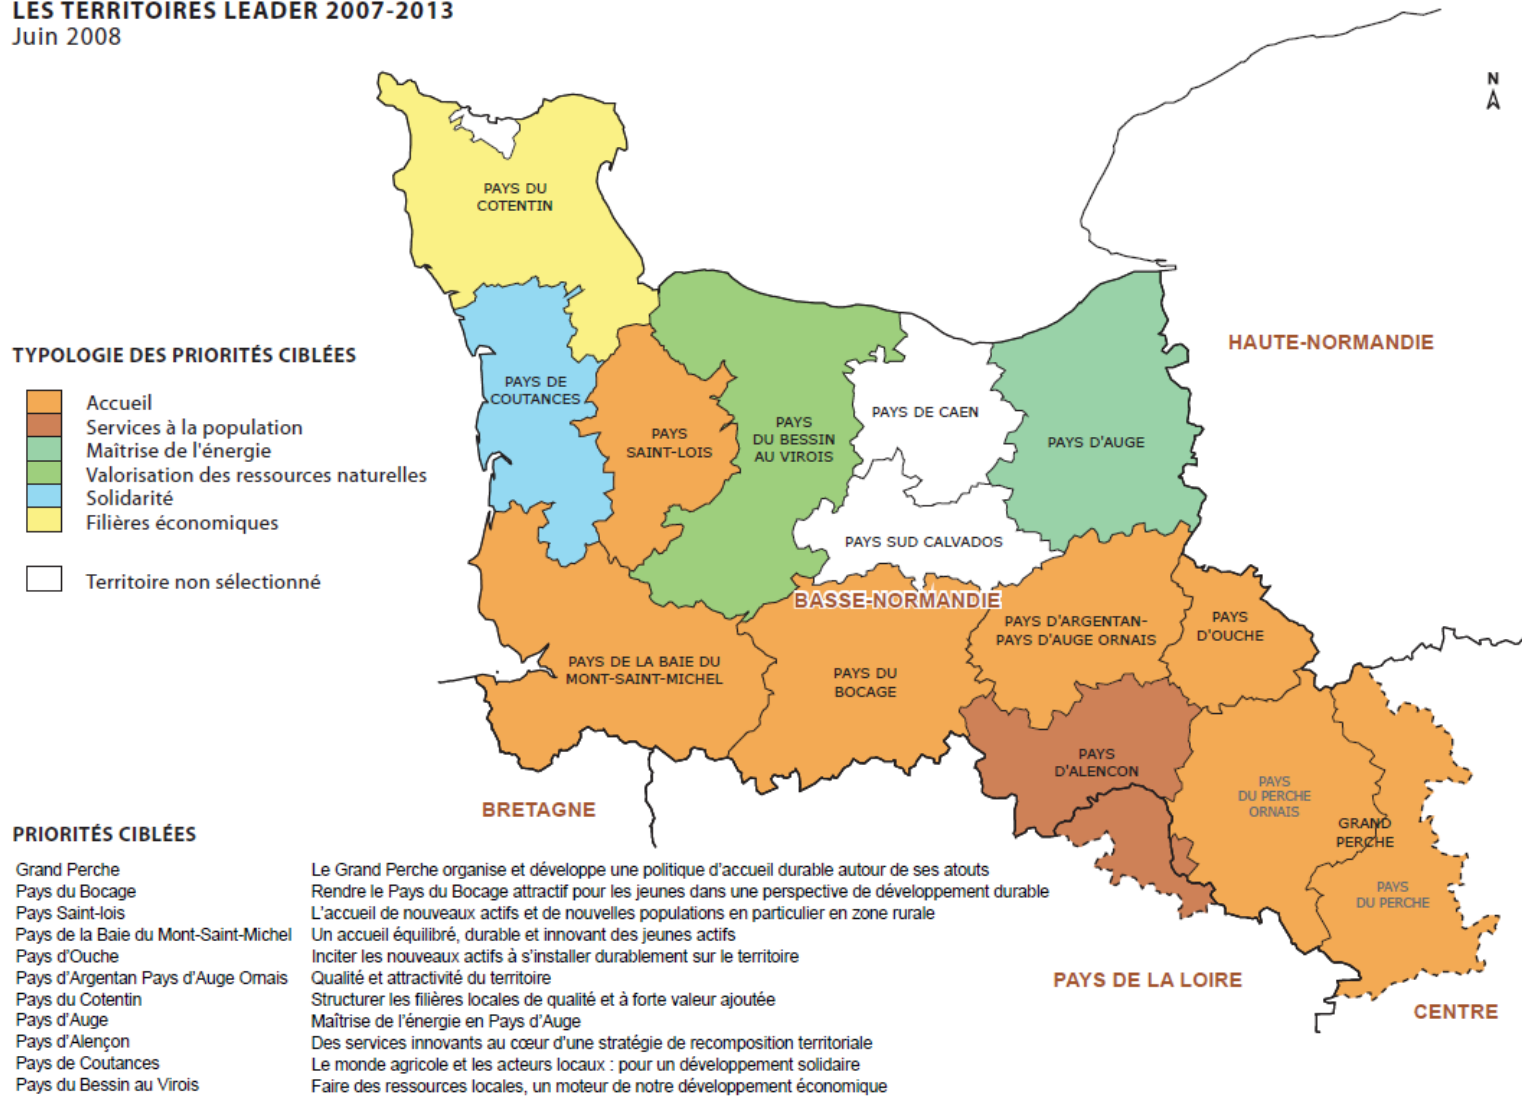 LES TERRITOIRES LEADER 2007-2013
Juin 2008
N
PAYS DU
COTENTIN
HAUTE-NORMANDIE
TYPOLOGIE DES PRIORITÉS CIBLÉES
Accueil
Services à la population
Maîtrise de l'énergie
Valorisation des ressources naturelles
Solidarité
Filières économiques
Territoire non sélectionné
PAYS DE
COUTANCES
PAYS
SAINT-LOIS
PAYS
DU BESSIN
AU VIROIS
PAYS DE CAEN
PAYS D'AUGE
PAYS SUD CALVADOS
BASSE-NORMANDIE
PAYS D'ARGENTAN-
PAYS D'AUGE ORNAIS
PAYS
D'OUCHE
PAYS DE LA BAIE DU
MONT-SAINT-MICHEL
PAYS DU
BOCAGE
PAYS
D'ALENCON
PAYS
DU PERCHE
ORNAIS
GRAND
PERCHE
PAYS
DU PERCHE
BRETAGNE
PAYS DE LA LOIRE
CENTRE
PRIORITÉS CIBLÉES
Grand Perche Le Grand Perche organise et développe une politique d'accueil durable autour de ses atouts
Pays du Bocage Rendre le Pays du Bocage attractif pour les jeunes dans une perspective de développement durable
Pays Saint-lois L'accueil de nouveaux actifs et de nouvelles populations en particulier en zone rurale
Pays de la Baie du Mont-Saint-Michel Un accueil équilibré, durable et innovant des jeunes actifs
Pays d'Ouche Inciter les nouveaux actifs à s'installer durablement sur le territoire
Pays d'Argentan Pays d'Auge Ornais Qualité et attractivité du territoire
Pays du Cotentin Structurer les filières locales de qualité et à forte valeur ajoutée
Pays d'Auge Maîtrise de l'énergie en Pays d'Auge
Pays d'Alençon Des services innovants au cœur d'une stratégie de recomposition territoriale
Pays de Coutances Le monde agricole et les acteurs locaux : pour un développement solidaire
Pays du Bessin au Virois Faire des ressources locales, un moteur de notre développement économique